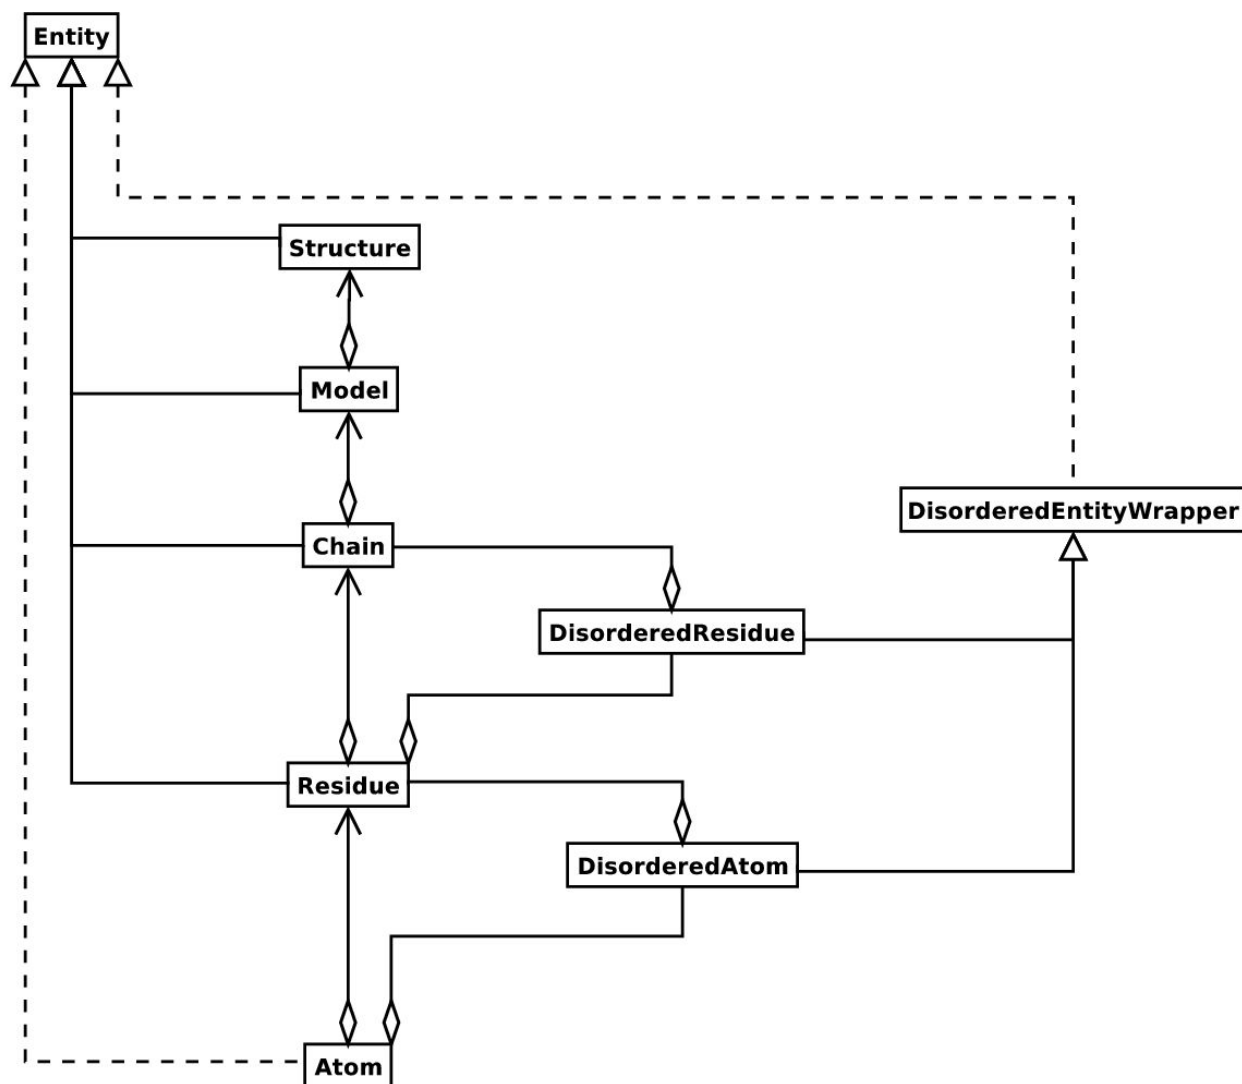 Entity
Structure
Model
DisorderedEntityWrapper
Chain
DisorderedResidue
Residue
DisorderedAtom
Atom